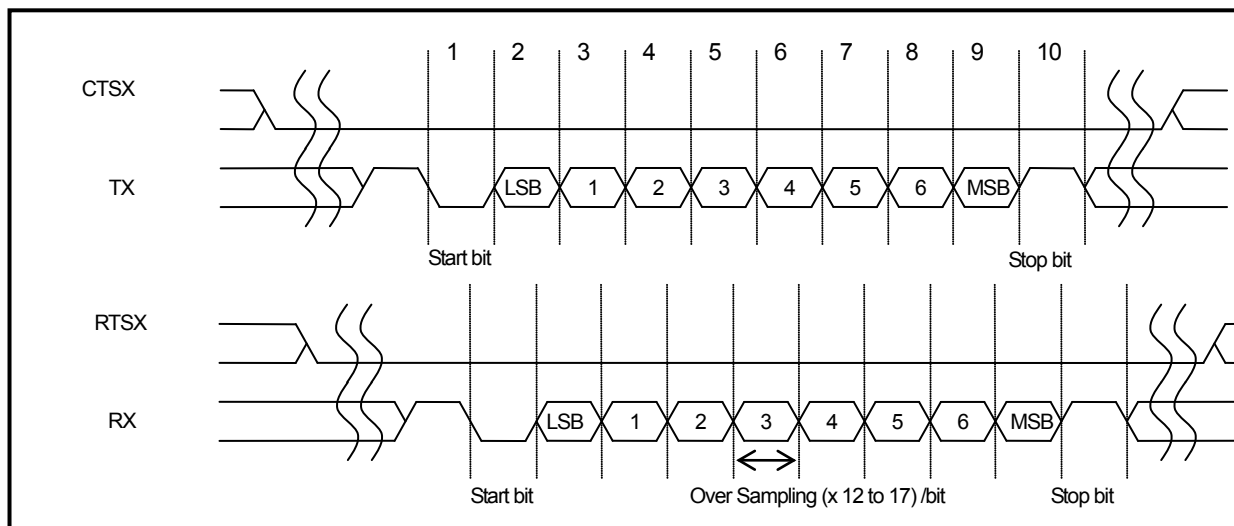 1 2 3 4 5 6 7 8 9 10
CTSX
TX LSB 1 2 3 4 5 6 MSB
Start bit Stop bit
RTSX
RX LSB 1 2 3 4 5 6 MSB
Start bit Over Sampling (x 12 to 17) /bit Stop bit